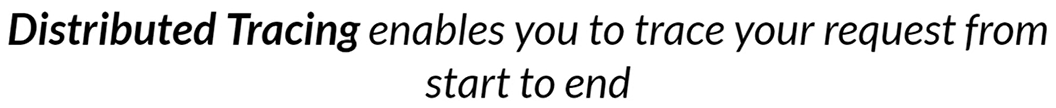 Distributed Tracing enables you to trace your request from
start to end